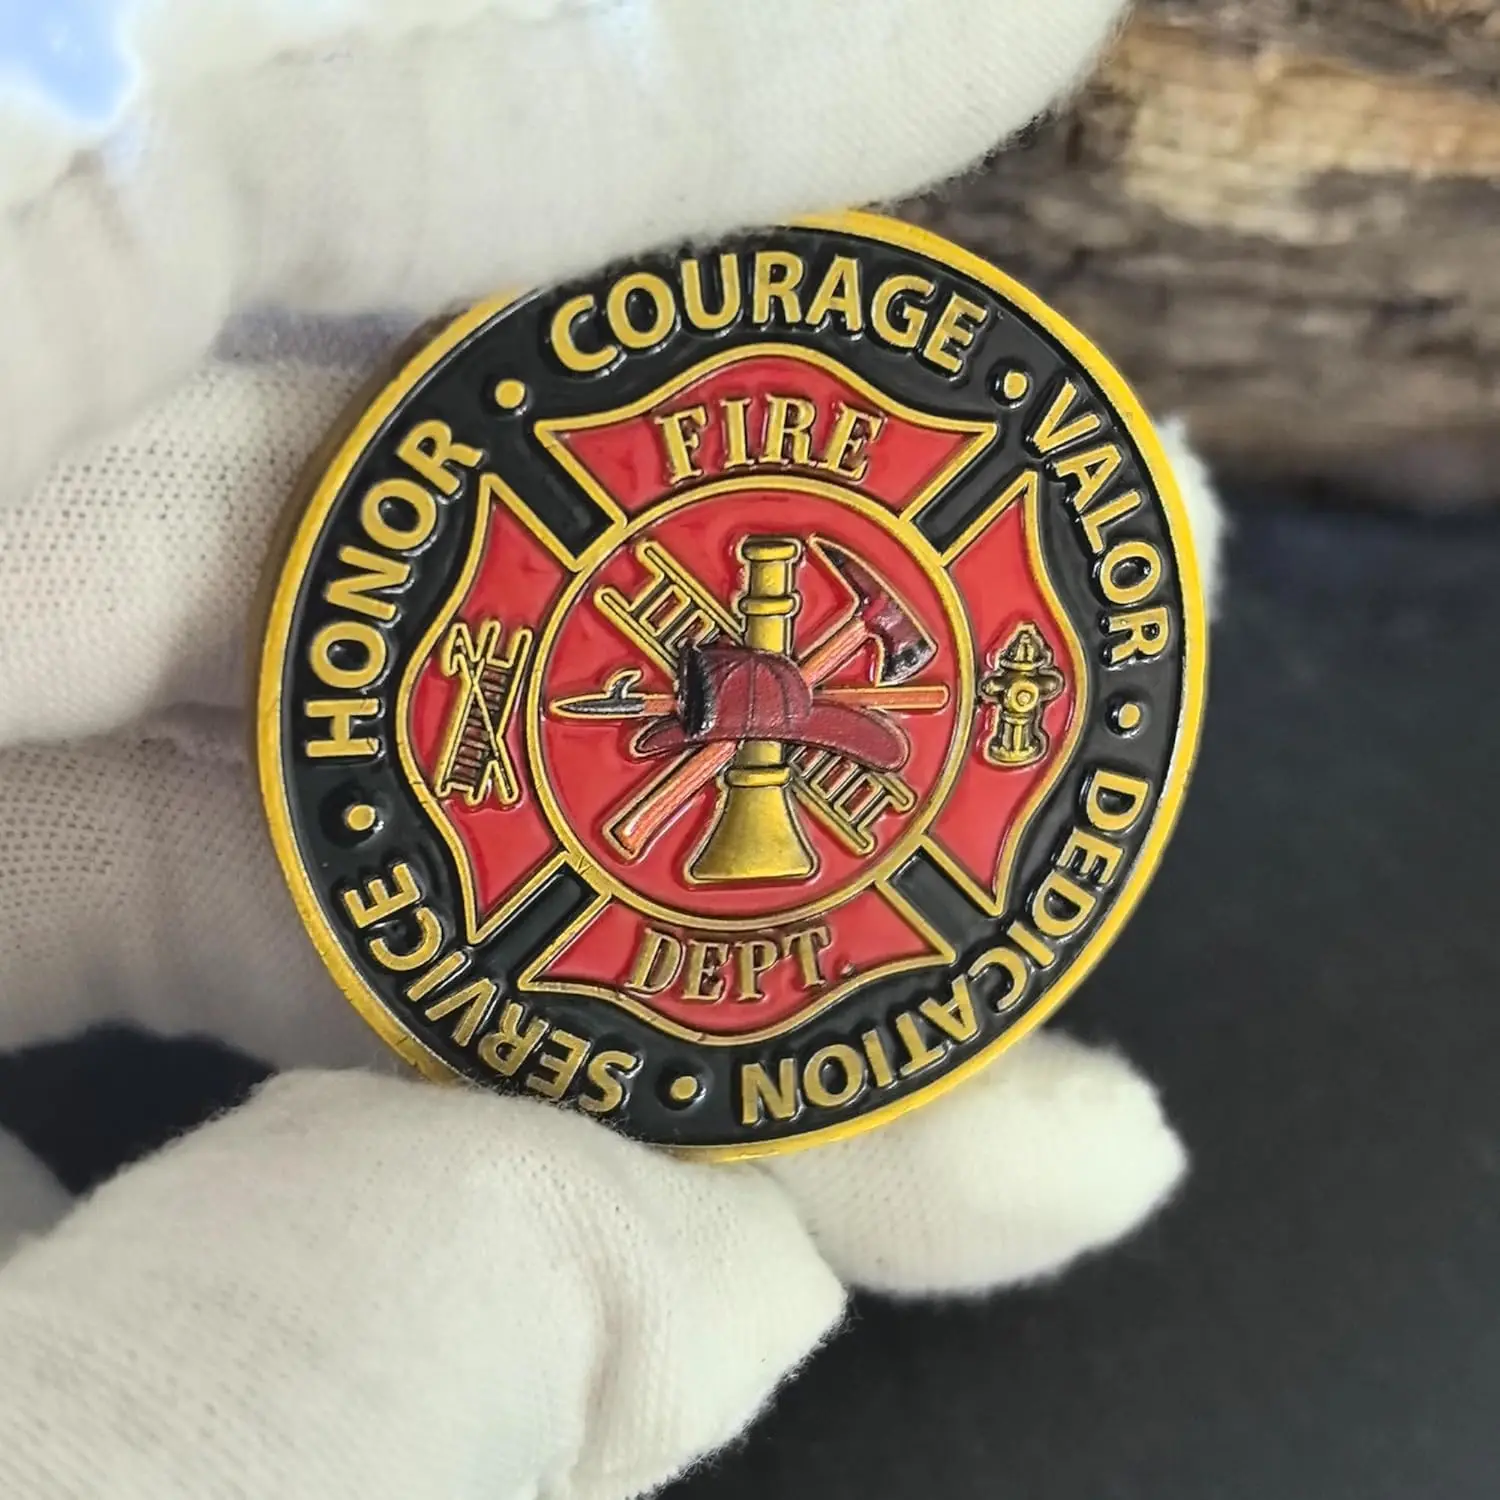 HONOR • COURAGE • VALOR • DEDICATION • SERVICE •
FIRE
DEPT.